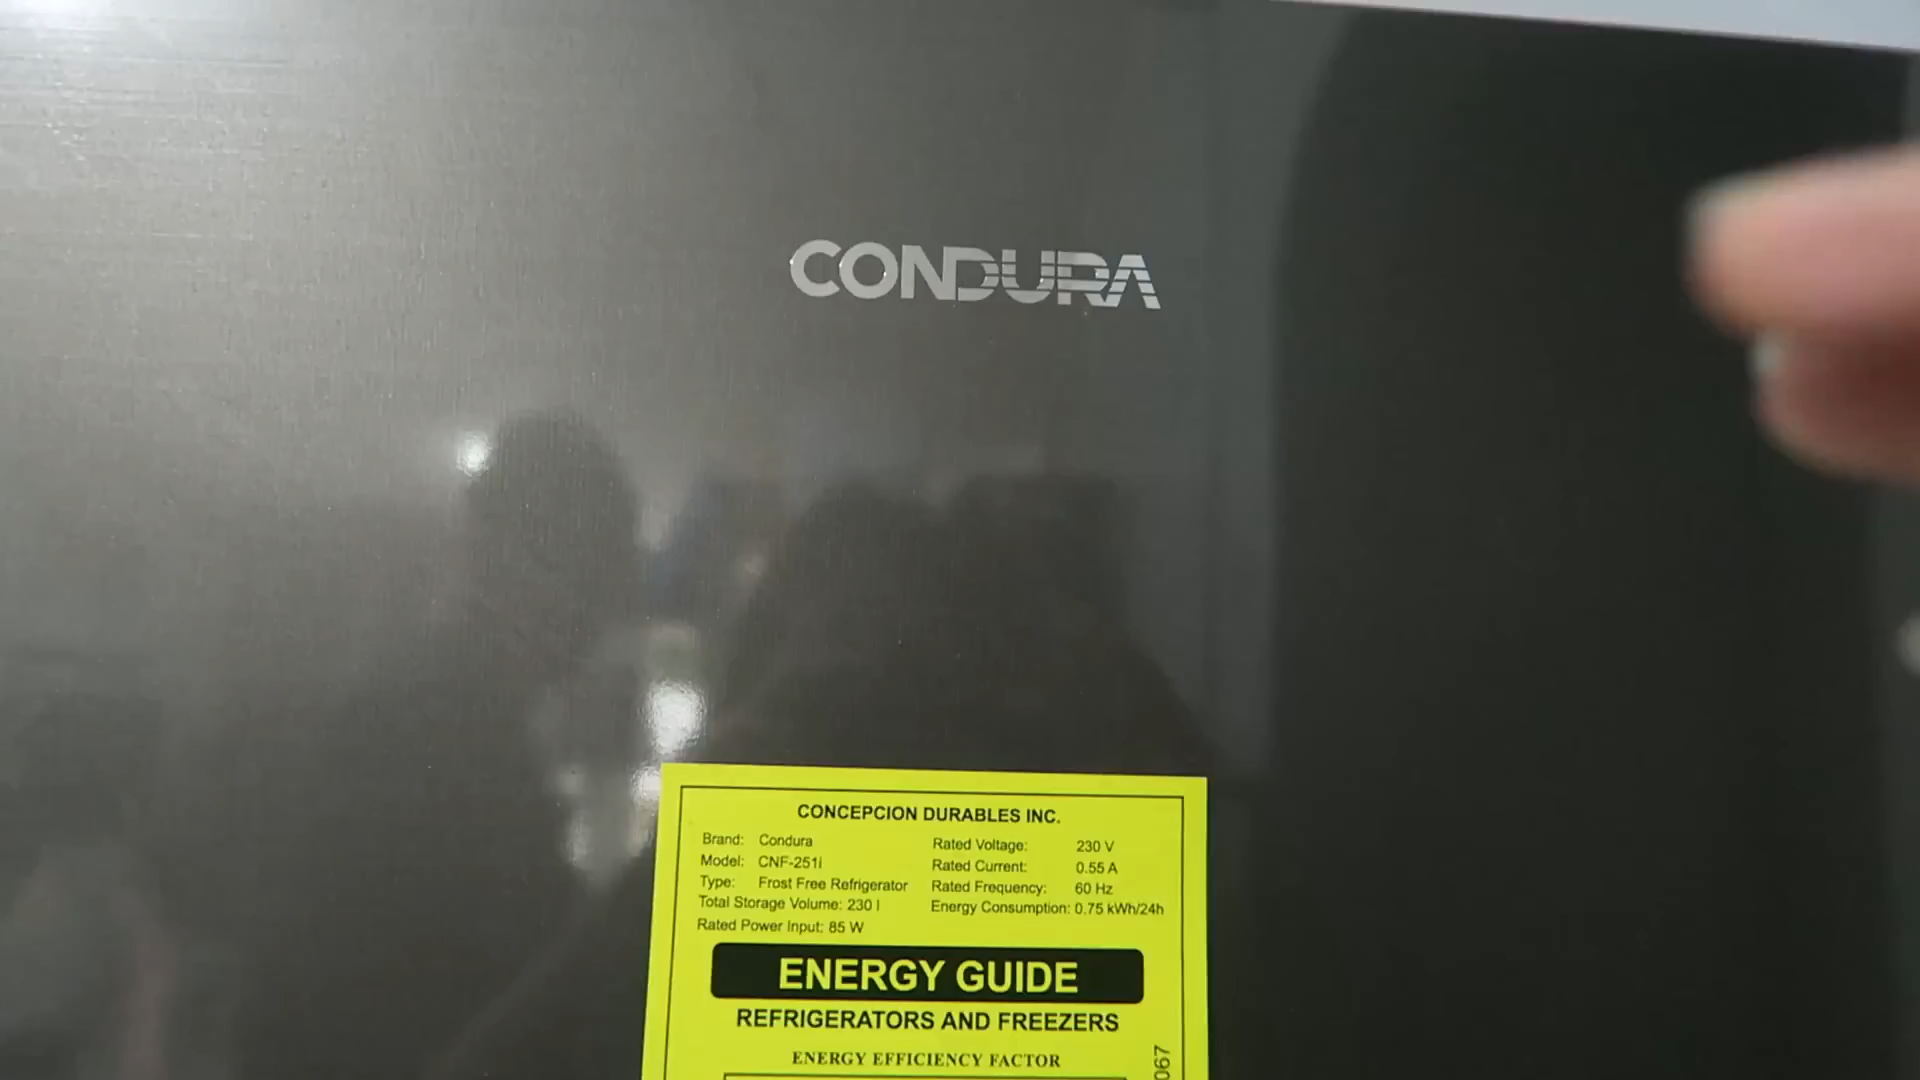 CONDURA
CONCEPCION DURABLES INC.
Brand: Condura
Model: CNF-251i
Type: Frost Free Refrigerator
Total Storage Volume: 230 l
Rated Power Input: 85 W
Rated Voltage: 230 V
Rated Current: 0.55 A
Rated Frequency: 60 Hz
Energy Consumption: 0.75 kWh/24h
ENERGY GUIDE
REFRIGERATORS AND FREEZERS
ENERGY EFFICIENCY FACTOR
067